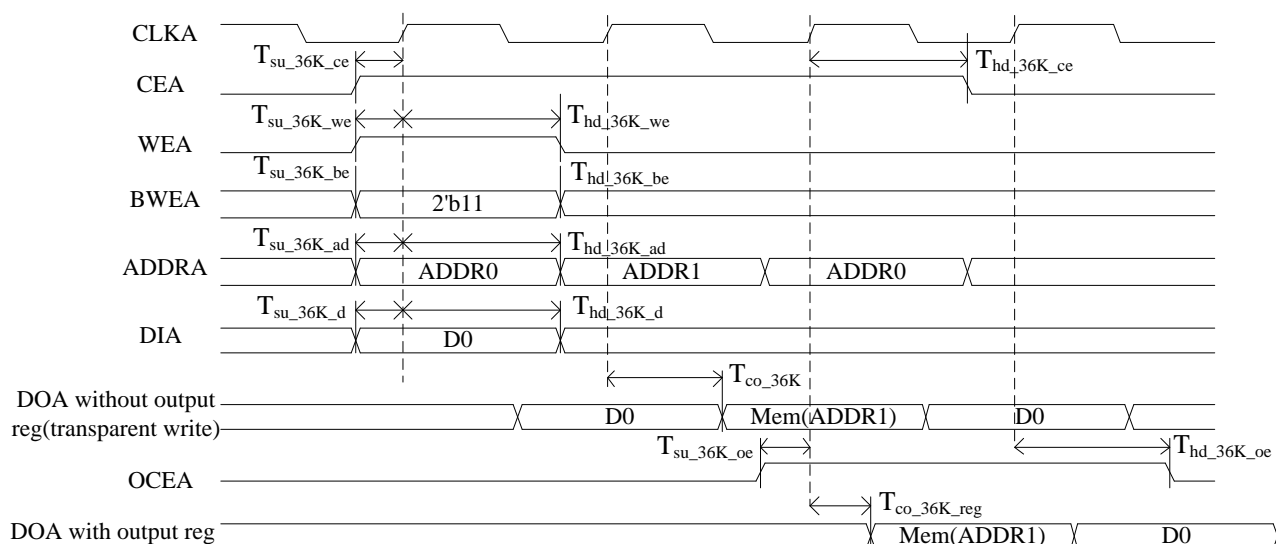 CLKA
T_su_36K_ce
T_hd_36K_ce
CEA
T_su_36K_we
T_hd_36K_we
WEA
T_su_36K_be
T_hd_36K_be
BWEA
2'b11
T_su_36K_ad
T_hd_36K_ad
ADDRA
ADDR0
ADDR1
ADDR0
T_su_36K_d
T_hd_36K_d
DIA
D0
T_co_36K
DOA without output
reg(transparent write)
D0
Mem(ADDR1)
D0
T_su_36K_oe
T_hd_36K_oe
OCEA
T_co_36K_reg
DOA with output reg
Mem(ADDR1)
D0